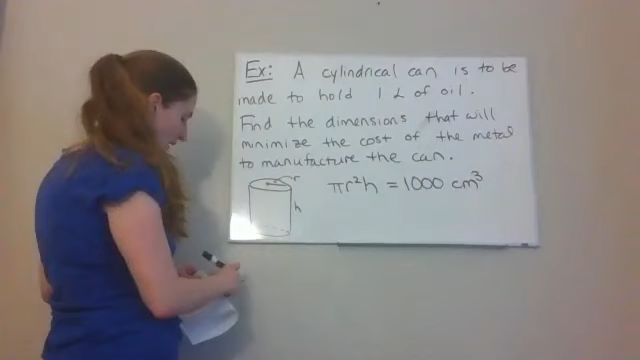 Ex: A cylindrical can is to be
made to hold 1 L of oil.
Find the dimensions that will
minimize the cost of the metal
to manufacture the can.
r
h
πr²h = 1000 cm³